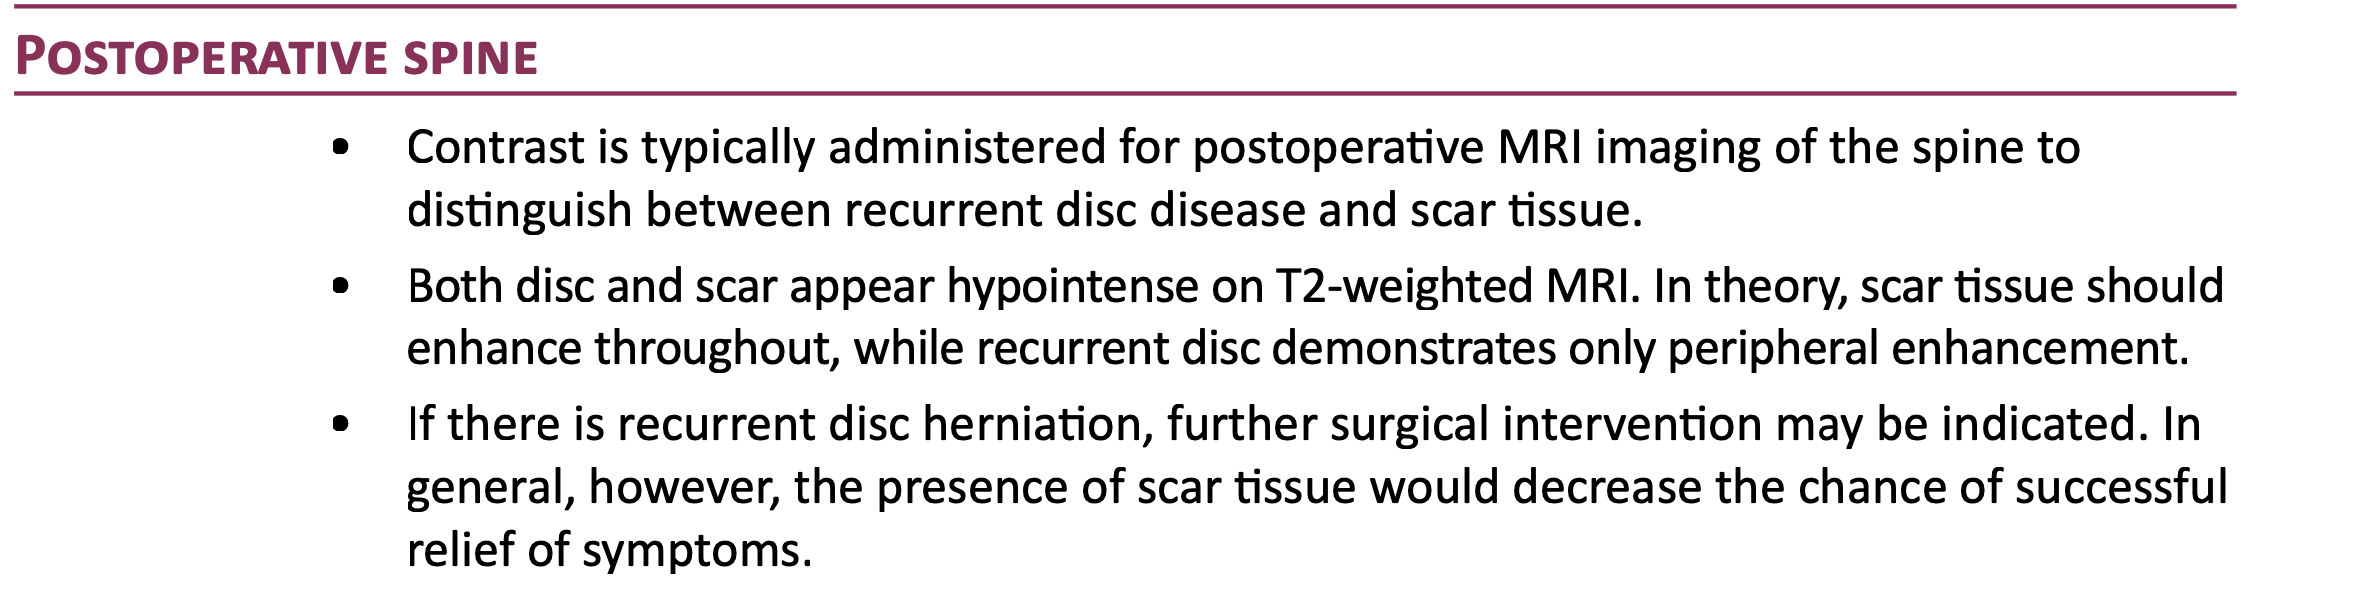 POSTOPERATIVE SPINE
• Contrast is typically administered for postoperative MRI imaging of the spine to
distinguish between recurrent disc disease and scar tissue.
• Both disc and scar appear hypointense on T2-weighted MRI. In theory, scar tissue should
enhance throughout, while recurrent disc demonstrates only peripheral enhancement.
• If there is recurrent disc herniation, further surgical intervention may be indicated. In
general, however, the presence of scar tissue would decrease the chance of successful
relief of symptoms.